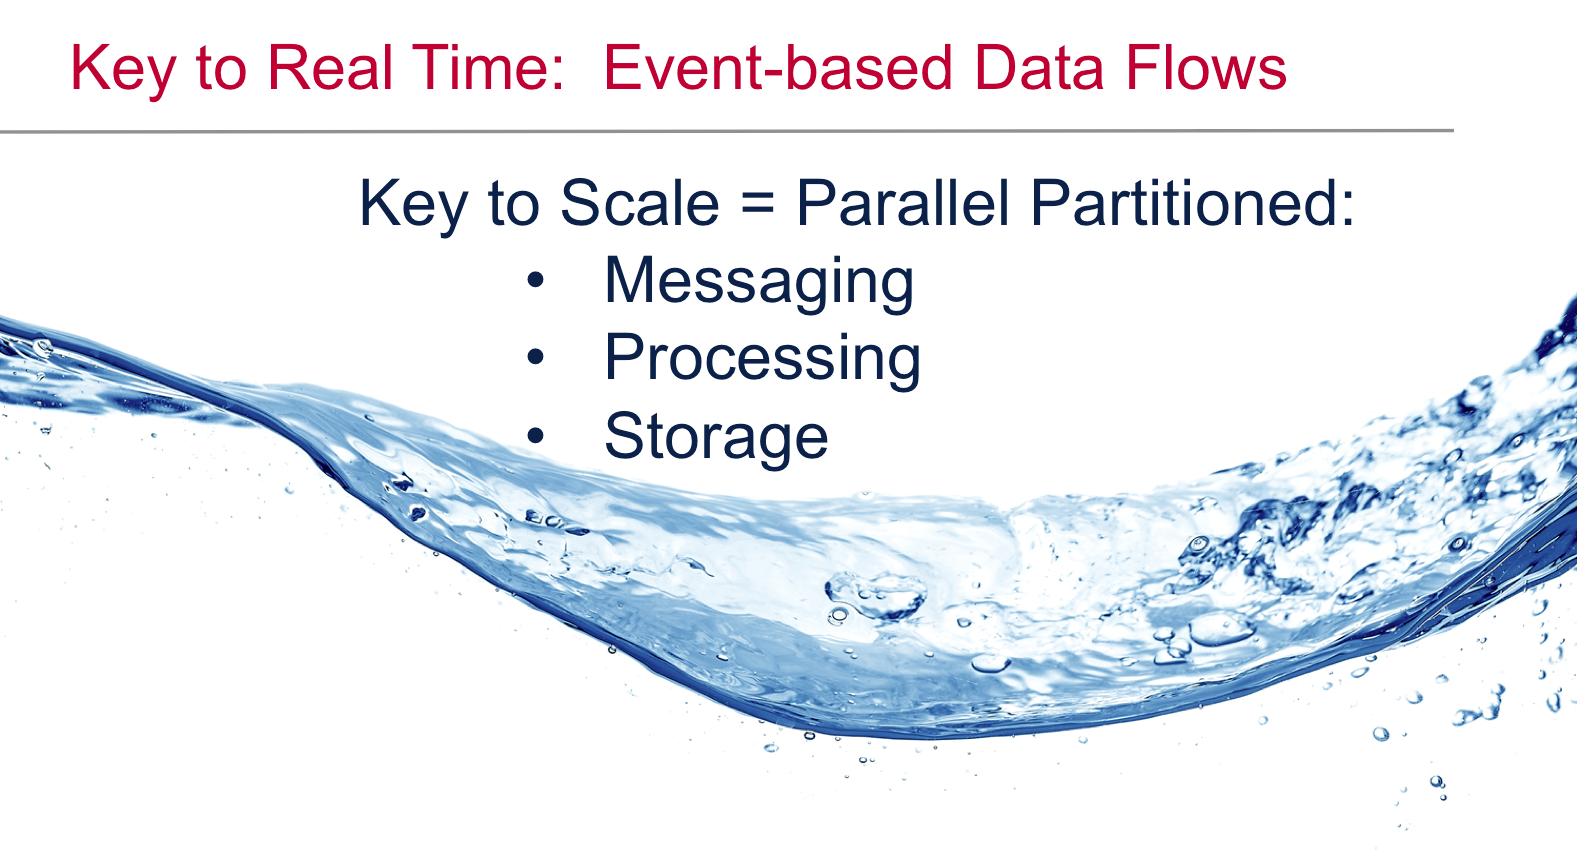 Key to Real Time:  Event-based Data Flows
Key to Scale = Parallel Partitioned:
• Messaging
• Processing
• Storage